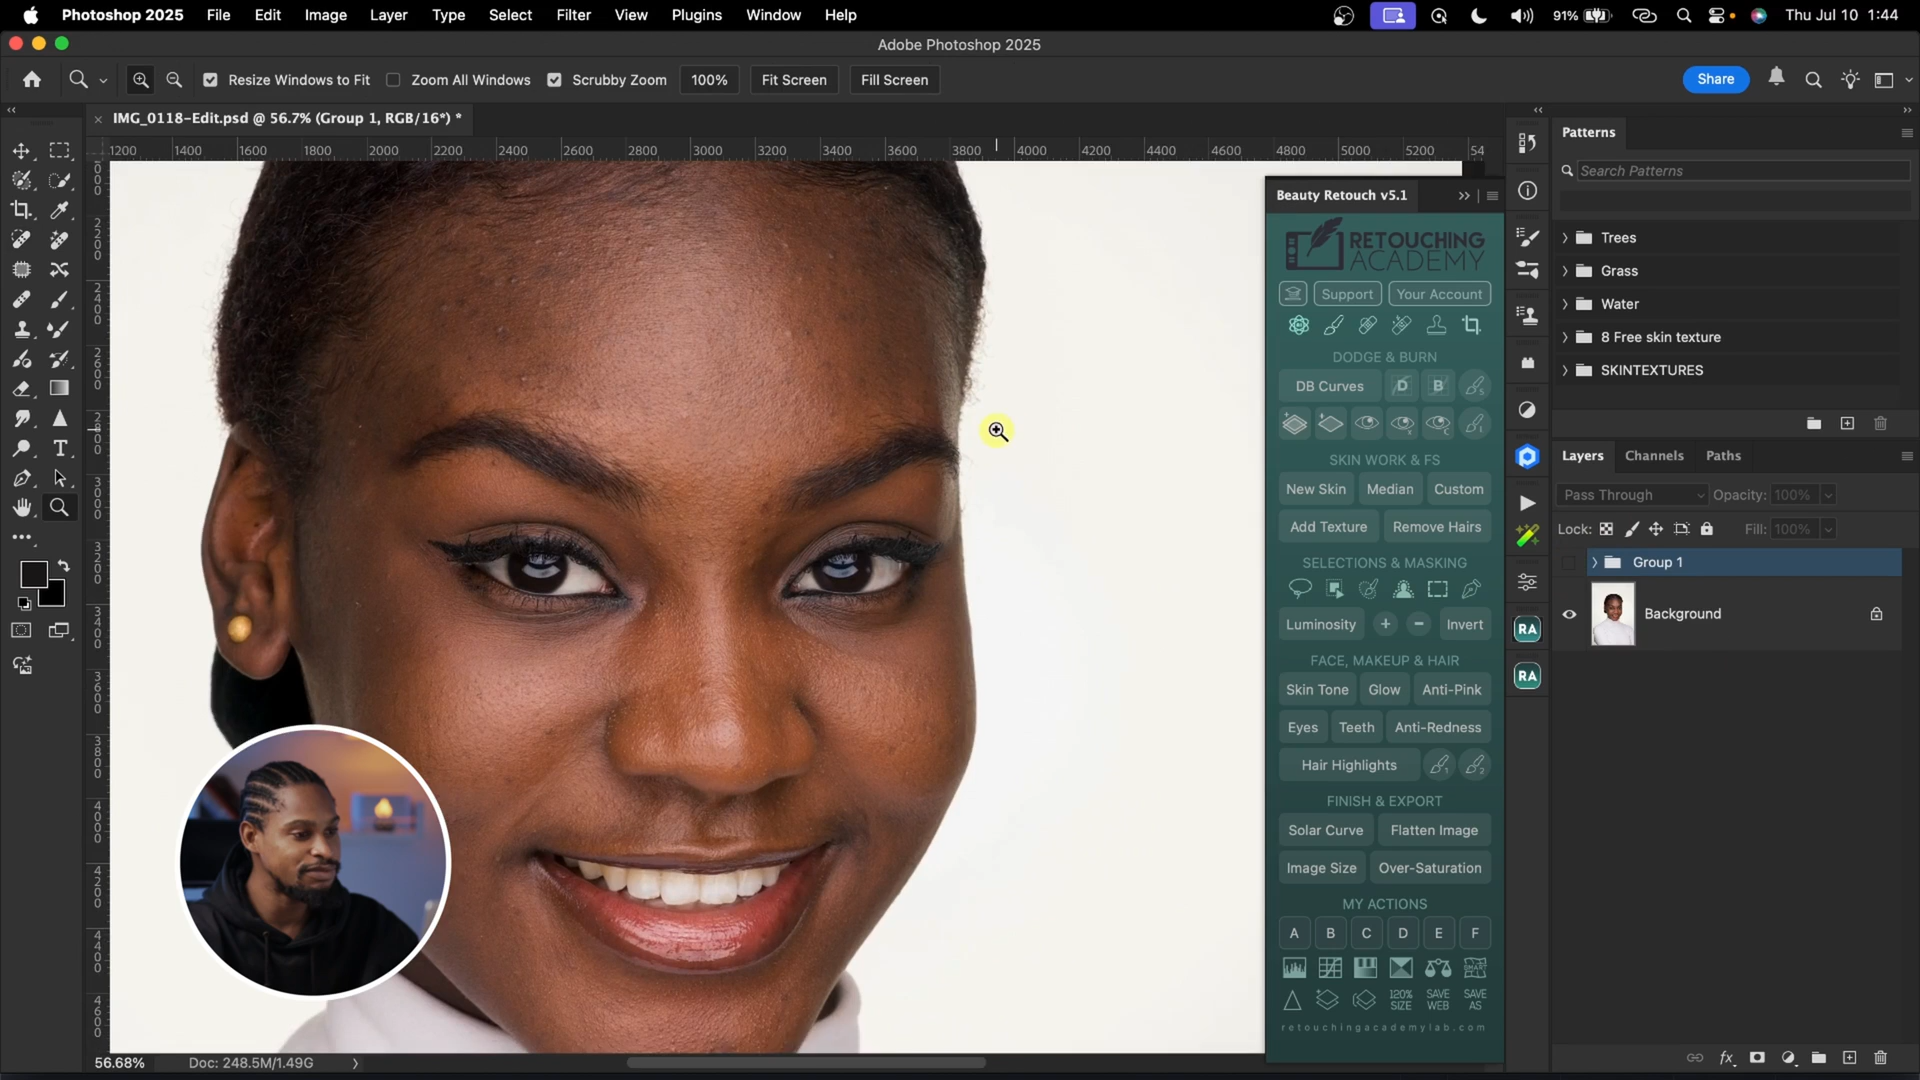 Photoshop 2025 File Edit Image Layer Type Select Filter View Plugins Window Help 91% Thu Jul 10 1:44
Adobe Photoshop 2025
Resize Windows to Fit Zoom All Windows Scrubby Zoom 100% Fit Screen Fill Screen Share
IMG_0118-Edit.psd @ 56.7% (Group 1, RGB/16*) *
1200 1400 1600 1800 2000 2200 2400 2600 2800 3000 3200 3400 3600 3800 4000 4200 4400 4600 4800 5000 5200 54
Beauty Retouch v5.1
RETOUCHING
ACADEMY
Support Your Account
DODGE & BURN
DB Curves D B
SKIN WORK & FS
New Skin Median Custom
Add Texture Remove Hairs
SELECTIONS & MASKING
Luminosity + - Invert
FACE, MAKEUP & HAIR
Skin Tone Glow Anti-Pink
Eyes Teeth Anti-Redness
Hair Highlights 1 2
FINISH & EXPORT
Solar Curve Flatten Image
Image Size Over-Saturation
MY ACTIONS
A B C D E F
120% SIZE SAVE WEB SAVE AS
retouchingacademylab.com
RA
RA
Patterns
Search Patterns
Trees
Grass
Water
8 Free skin texture
SKINTEXTURES
Layers Channels Paths
Pass Through Opacity: 100%
Lock: Fill: 100%
Group 1
Background
fx
56.68% Doc: 248.5M/1.49G